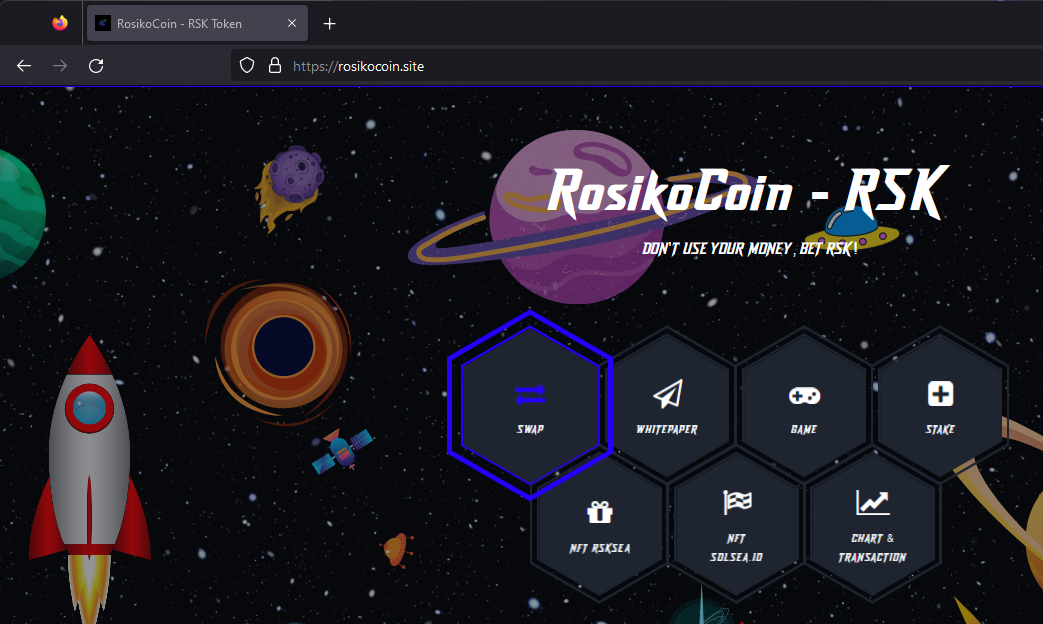 RosikoCoin - RSK Token
https://rosikocoin.site
RosikoCoin - RSK
DON'T USE YOUR MONEY , BET RSK !
SWAP
WHITEPAPER
GAME
STAKE
NFT RSKSEA
NFT
SOLSEA.IO
CHART &
TRANSACTION